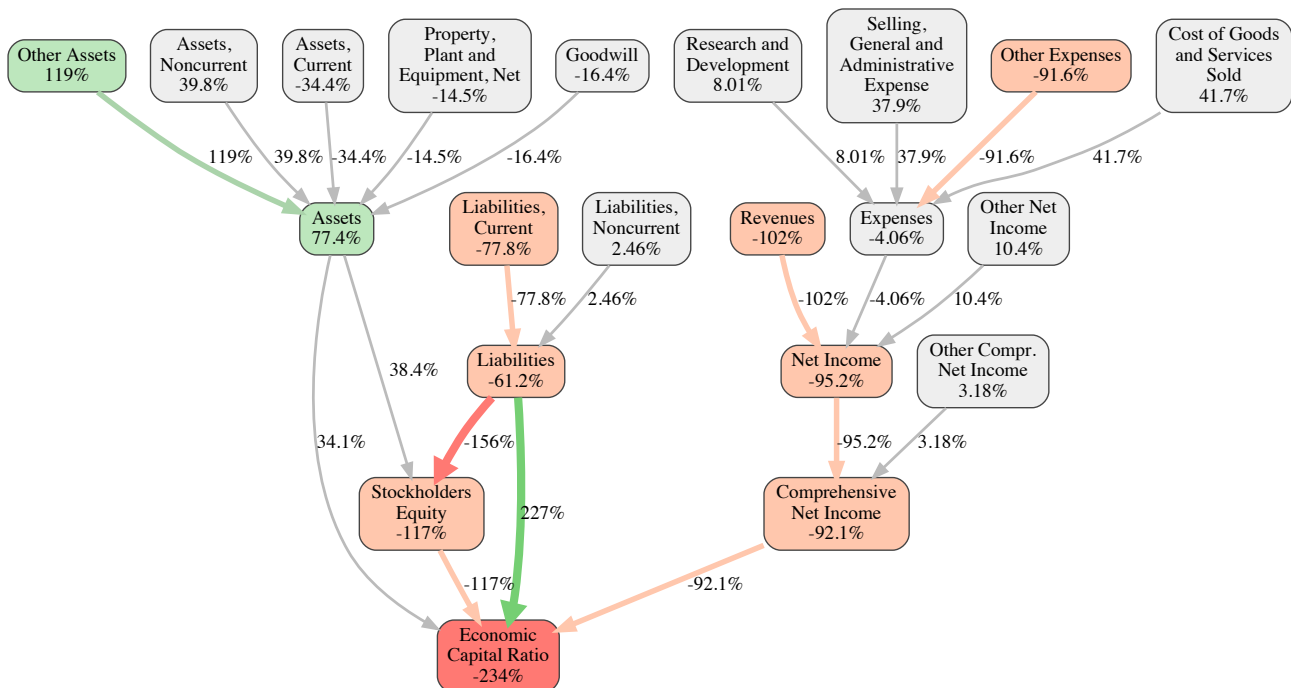 Other Assets
119%
Assets,
Noncurrent
39.8%
Assets,
Current
-34.4%
Property,
Plant and
Equipment, Net
-14.5%
Goodwill
-16.4%
Research and
Development
8.01%
Selling,
General and
Administrative
Expense
37.9%
Other Expenses
-91.6%
Cost of Goods
and Services
Sold
41.7%
119%
39.8%
-34.4%
-14.5%
-16.4%
8.01%
37.9%
-91.6%
41.7%
Assets
77.4%
Liabilities,
Current
-77.8%
Liabilities,
Noncurrent
2.46%
Revenues
-102%
Expenses
-4.06%
Other Net
Income
10.4%
-77.8%
2.46%
-102%
-4.06%
10.4%
38.4%
Liabilities
-61.2%
Net Income
-95.2%
Other Compr.
Net Income
3.18%
34.1%
-156%
-95.2%
3.18%
Stockholders
Equity
-117%
227%
Comprehensive
Net Income
-92.1%
-117%
-92.1%
Economic
Capital Ratio
-234%